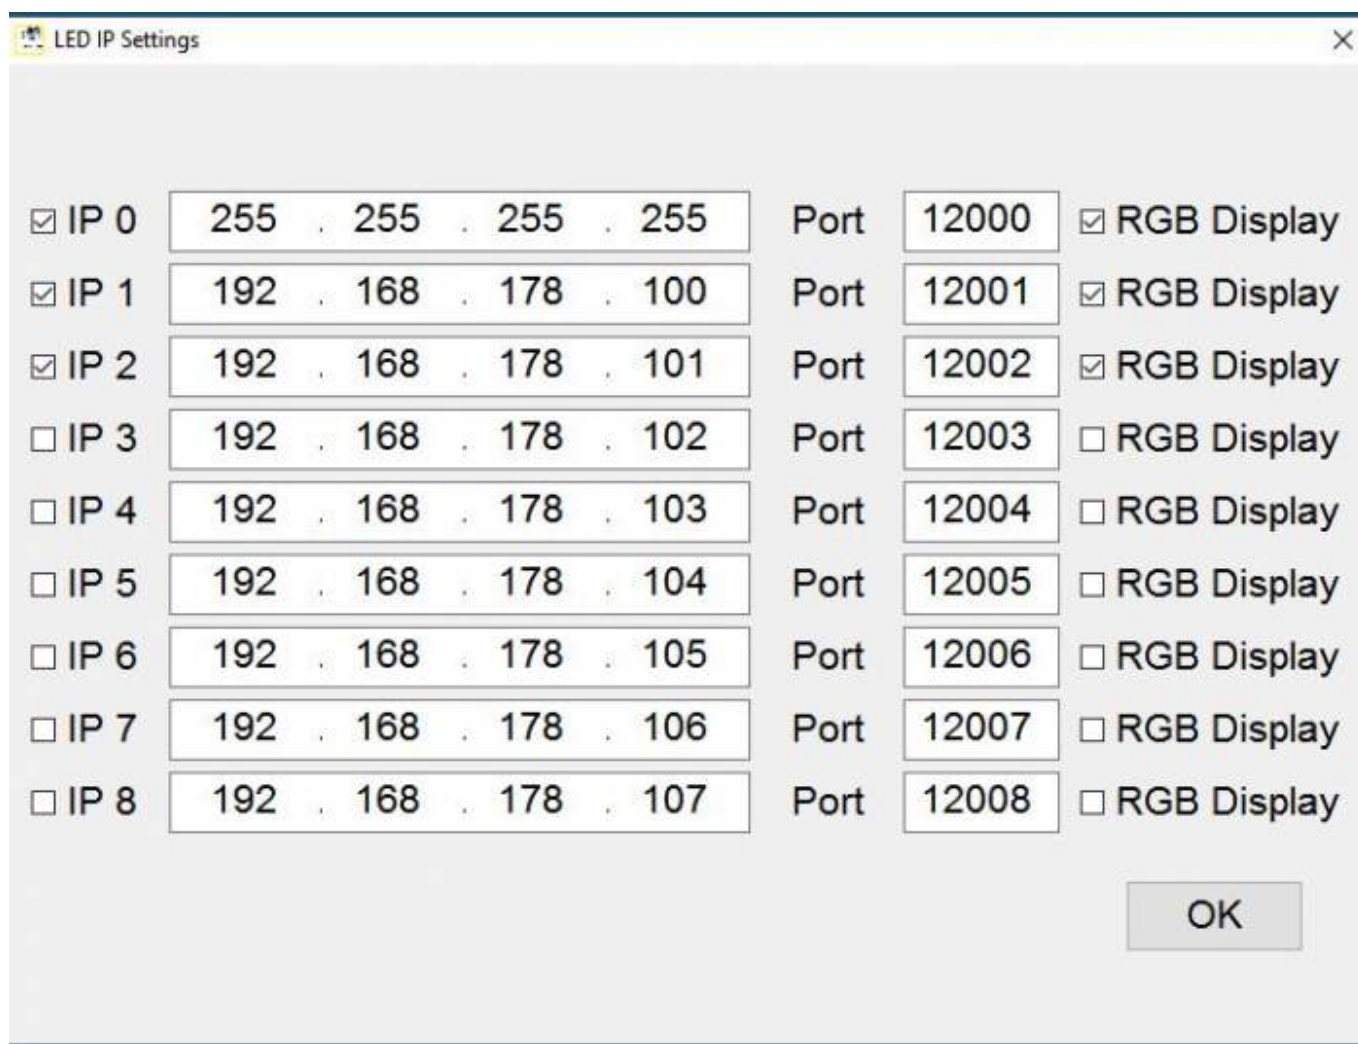 LED IP Settings
IP 0 255 . 255 . 255 . 255 Port 12000 RGB Display
IP 1 192 . 168 . 178 . 100 Port 12001 RGB Display
IP 2 192 . 168 . 178 . 101 Port 12002 RGB Display
IP 3 192 . 168 . 178 . 102 Port 12003 RGB Display
IP 4 192 . 168 . 178 . 103 Port 12004 RGB Display
IP 5 192 . 168 . 178 . 104 Port 12005 RGB Display
IP 6 192 . 168 . 178 . 105 Port 12006 RGB Display
IP 7 192 . 168 . 178 . 106 Port 12007 RGB Display
IP 8 192 . 168 . 178 . 107 Port 12008 RGB Display
OK